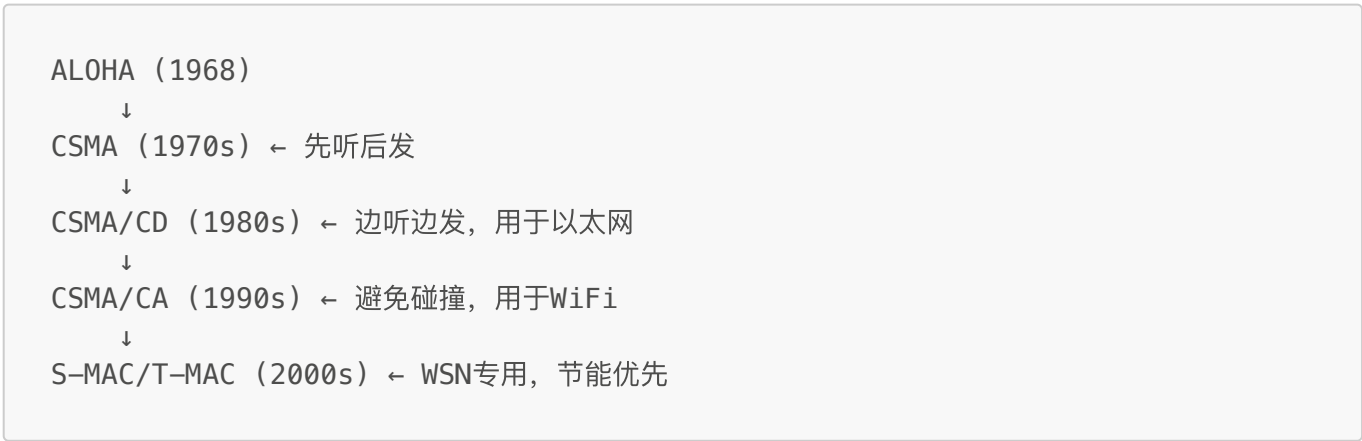 ALOHA (1968)
↓
CSMA (1970s) ← 先听后发
↓
CSMA/CD (1980s) ← 边听边发，用于以太网
↓
CSMA/CA (1990s) ← 避免碰撞，用于WiFi
↓
S-MAC/T-MAC (2000s) ← WSN专用，节能优先